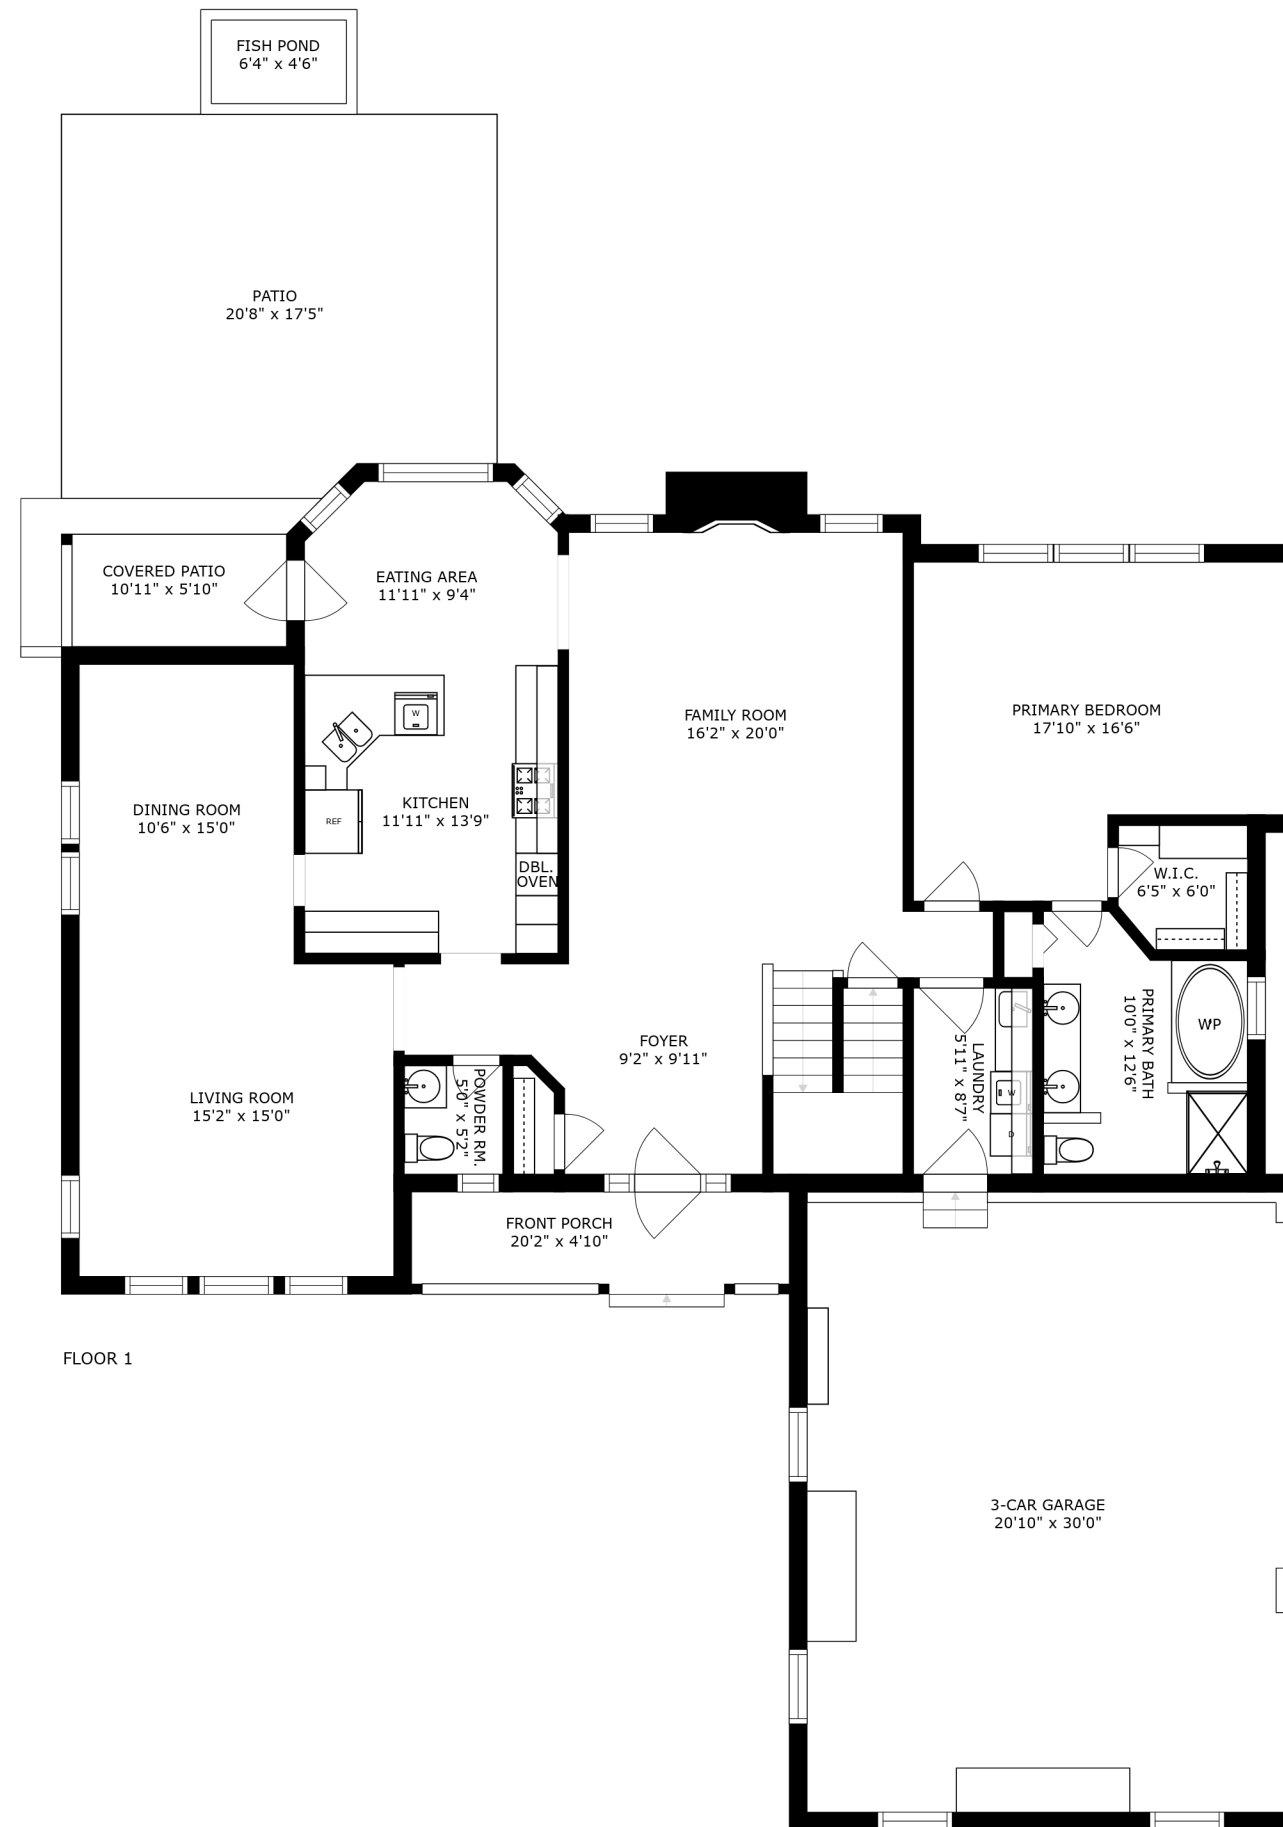 FISH POND
6'4" x 4'6"
PATIO
20'8" x 17'5"
COVERED PATIO
10'11" x 5'10"
EATING AREA
11'11" x 9'4"
FAMILY ROOM
16'2" x 20'0"
PRIMARY BEDROOM
17'10" x 16'6"
W
DINING ROOM
10'6" x 15'0"
KITCHEN
11'11" x 13'9"
REF
DBL.
OVEN
W.I.C.
6'5" x 6'0"
FOYER
9'2" x 9'11"
LAUNDRY
5'11" x 8'7"
W
D
PRIMARY BATH
10'0" x 12'6"
WP
LIVING ROOM
15'2" x 15'0"
POWDER RM.
5'0" x 5'2"
FRONT PORCH
20'2" x 4'10"
FLOOR 1
3-CAR GARAGE
20'10" x 30'0"